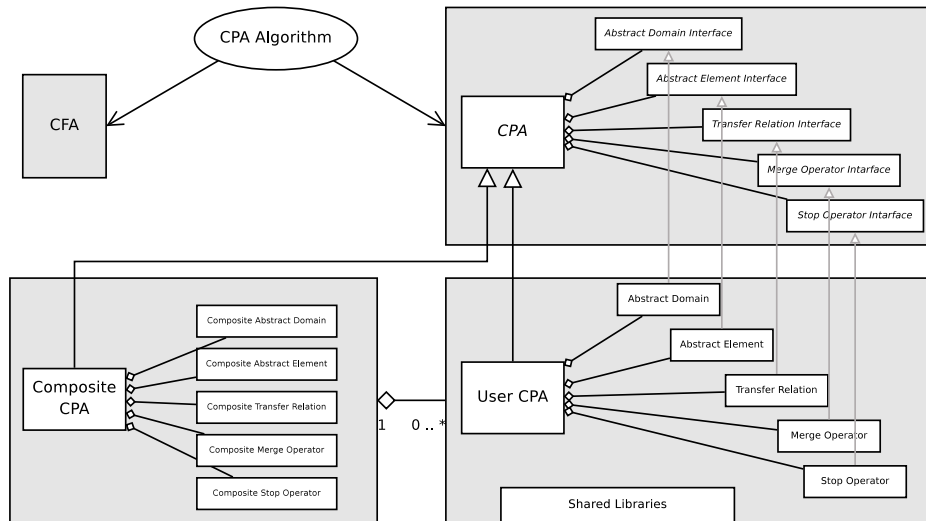 CPA Algorithm
CFA
CPA
Abstract Domain Interface
Abstract Element Interface
Transfer Relation Interface
Merge Operator Intarface
Stop Operator Intarface
Composite
CPA
Composite Abstract Domain
Composite Abstract Element
Composite Transfer Relation
Composite Merge Operator
Composite Stop Operator
1 0 .. *
User CPA
Abstract Domain
Abstract Element
Transfer Relation
Merge Operator
Stop Operator
Shared Libraries